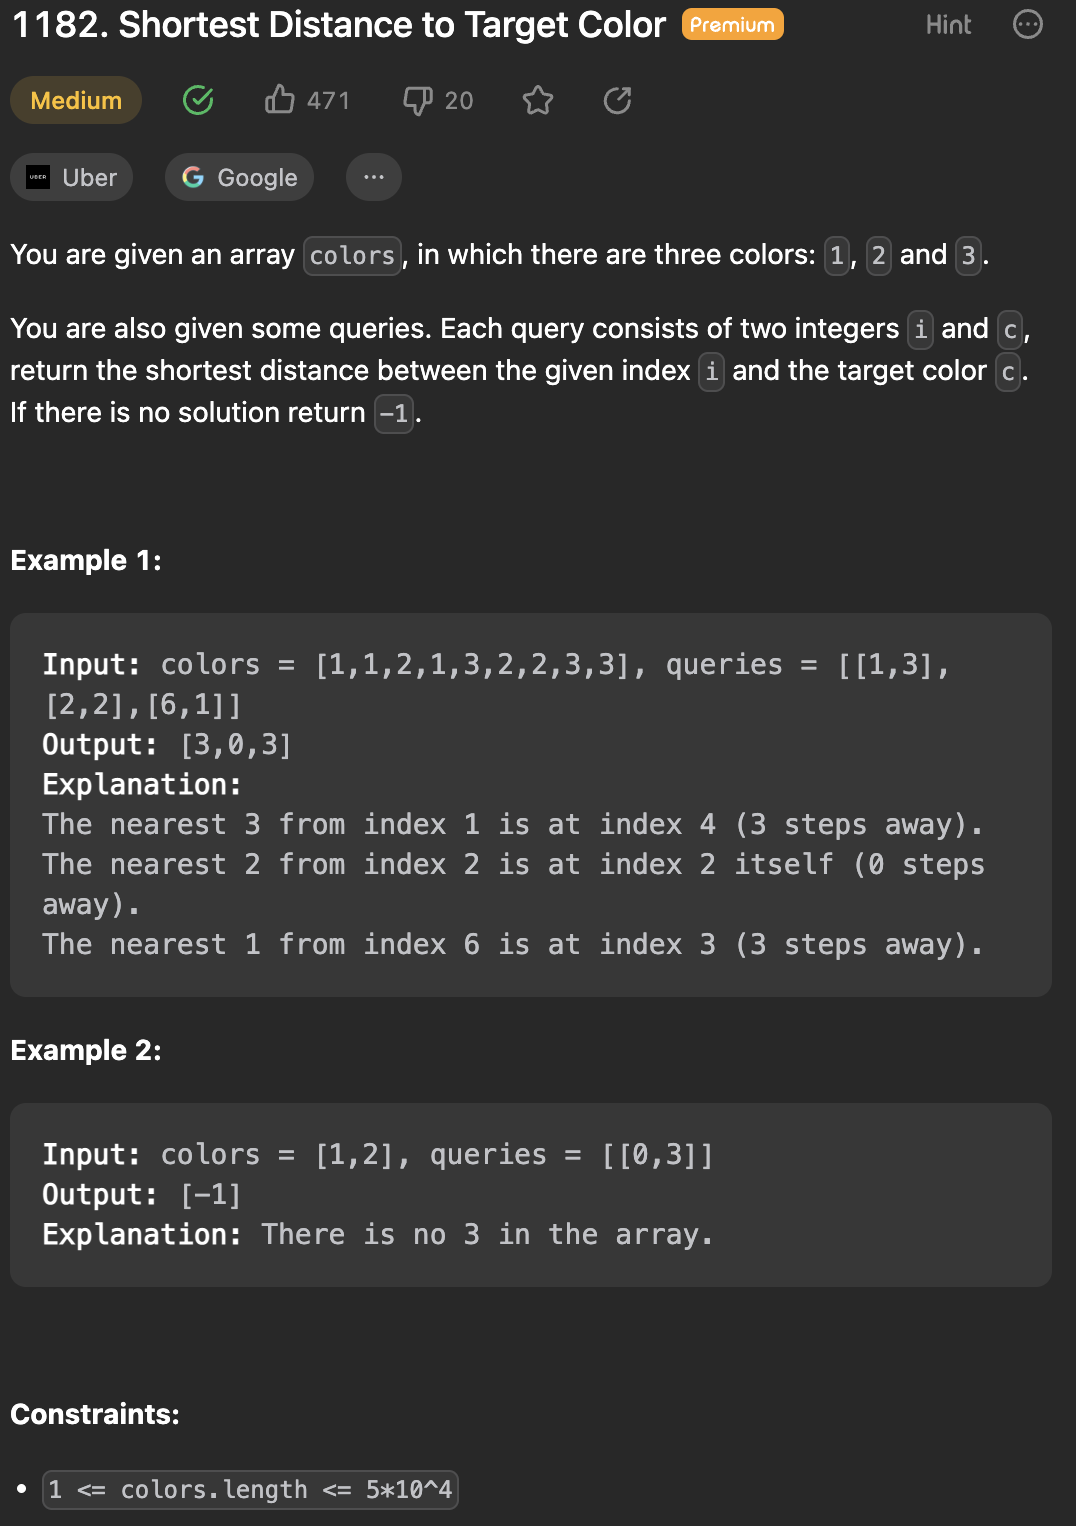 1182. Shortest Distance to Target Color Premium Hint
Medium 471 20
UBER Uber Google
You are given an array colors, in which there are three colors: 1, 2 and 3.
You are also given some queries. Each query consists of two integers i and c,
return the shortest distance between the given index i and the target color c.
If there is no solution return -1.
Example 1:
Input: colors = [1,1,2,1,3,2,2,3,3], queries = [[1,3],
[2,2],[6,1]]
Output: [3,0,3]
Explanation:
The nearest 3 from index 1 is at index 4 (3 steps away).
The nearest 2 from index 2 is at index 2 itself (0 steps
away).
The nearest 1 from index 6 is at index 3 (3 steps away).
Example 2:
Input: colors = [1,2], queries = [[0,3]]
Output: [-1]
Explanation: There is no 3 in the array.
Constraints:
• 1 <= colors.length <= 5*10^4